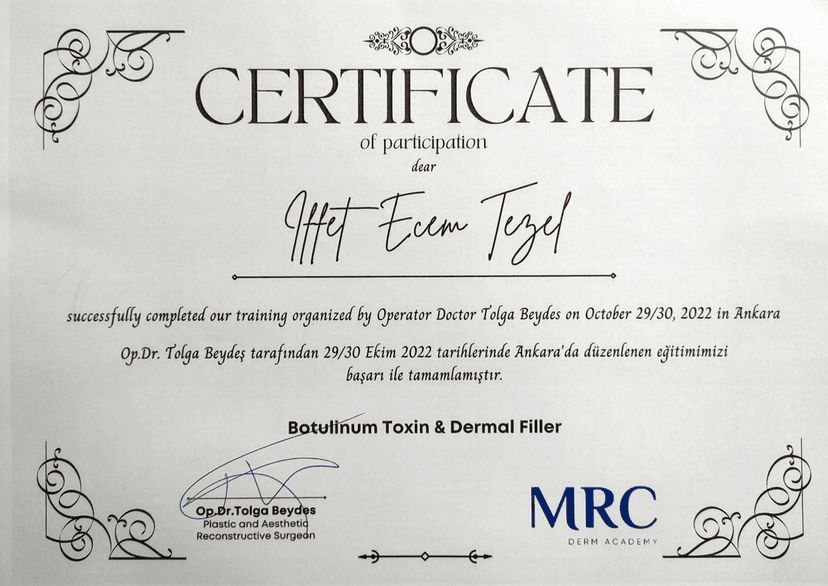 CERTIFICATE
of participation
dear
Iffet Ecem Tezel
successfully completed our training organized by Operator Doctor Tolga Beydes on October 29/30, 2022 in Ankara
Op.Dr. Tolga Beydeş tarafından 29/30 Ekim 2022 tarihlerinde Ankara'da düzenlenen eğitimimizi
başarı ile tamamlamıştır.
Botulinum Toxin & Dermal Filler
Op.Dr.Tolga Beydes
Plastic and Aesthetic
Reconstructive Surgeon
MRC
DERM ACADEMY